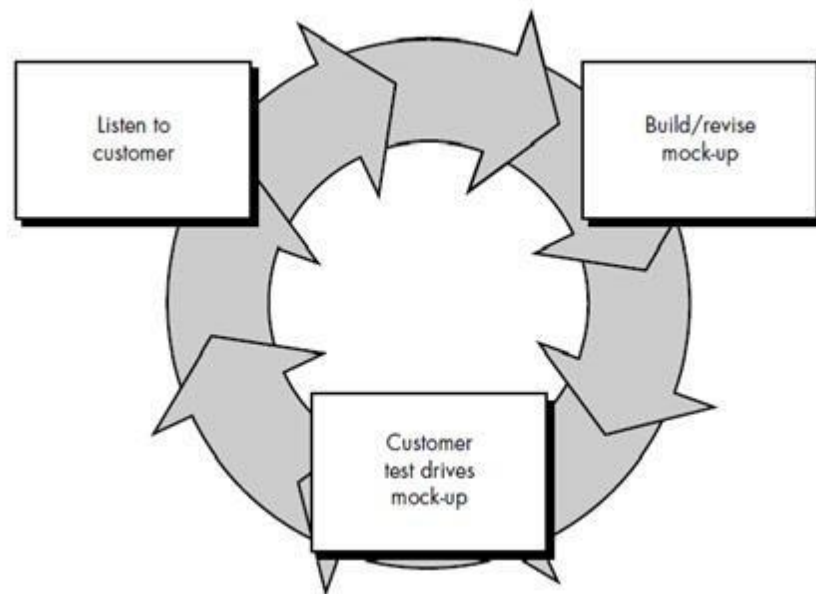 Listen to
customer
Build/revise
mock-up
Customer
test drives
mock-up